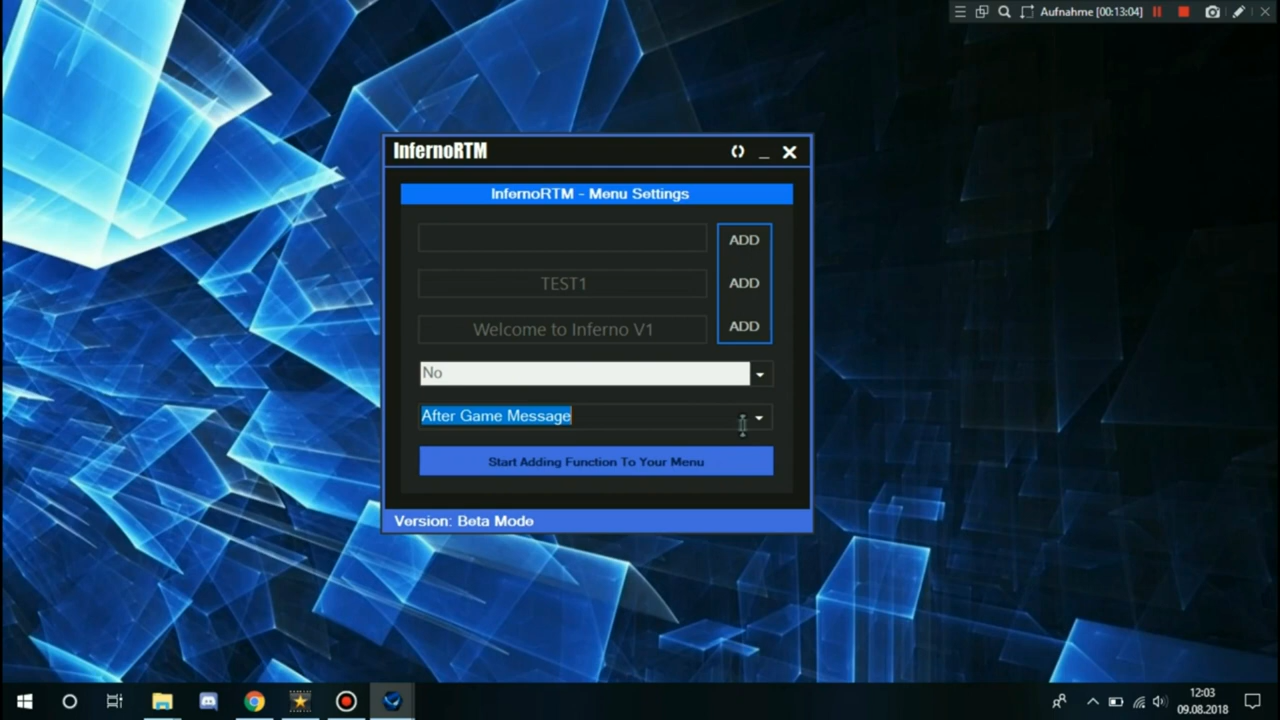 Aufnahme [00:13:04]
InfernoRTM
InfernoRTM - Menu Settings
ADD
TEST1
ADD
Welcome to Inferno V1
ADD
No
After Game Message
Start Adding Function To Your Menu
Version: Beta Mode
12:03
09.08.2018